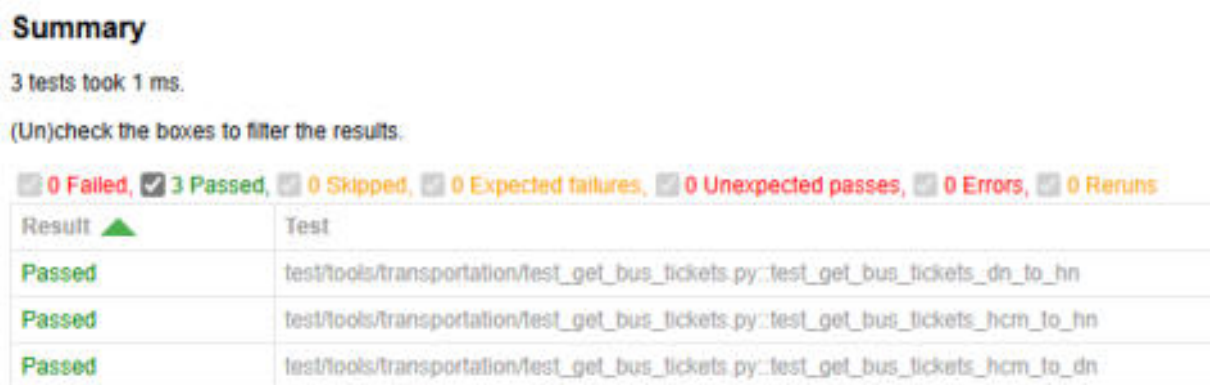 Summary
3 tests took 1 ms.
(Un)check the boxes to filter the results.
0 Failed, 3 Passed, 0 Skipped, 0 Expected failures, 0 Unexpected passes, 0 Errors, 0 Reruns
Result Test
Passed test/tools/transportation/test_get_bus_tickets.py::test_get_bus_tickets_dn_to_hn
Passed test/tools/transportation/test_get_bus_tickets.py::test_get_bus_tickets_hcm_to_hn
Passed test/tools/transportation/test_get_bus_tickets.py::test_get_bus_tickets_hcm_to_dn